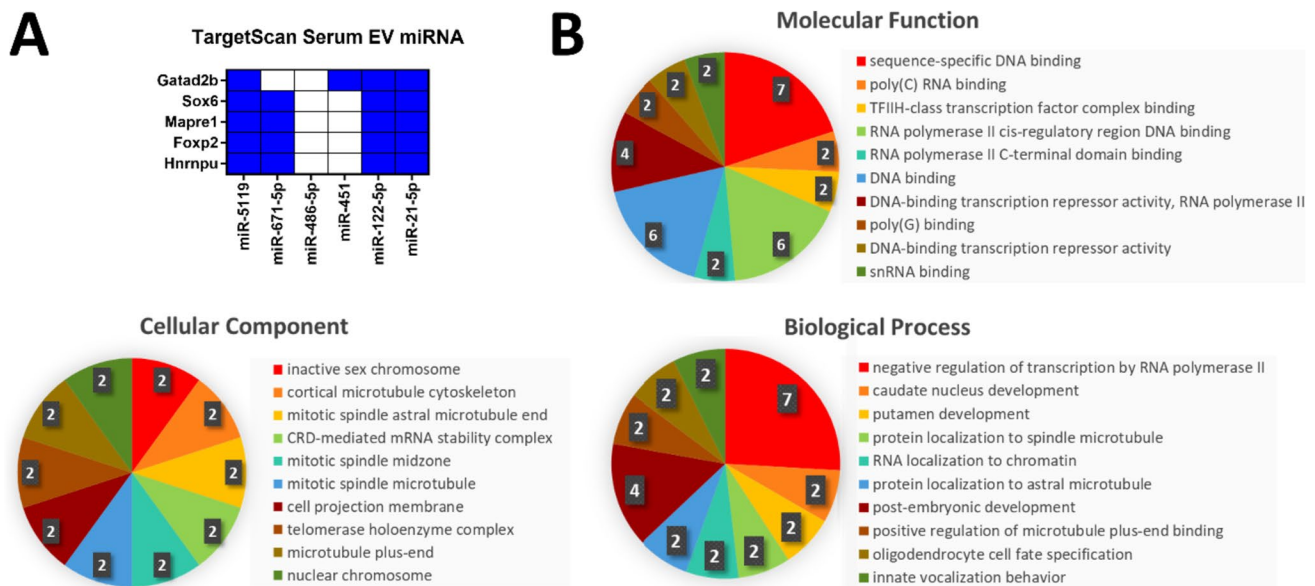 A
TargetScan Serum EV miRNA
Gatad2b
Sox6
Mapre1
Foxp2
Hnrnpu
miR-5119
miR-671-5p
miR-486-5p
miR-451
miR-122-5p
miR-21-5p
B
Molecular Function
7
2
2
6
2
6
4
2
2
2
sequence-specific DNA binding
poly(C) RNA binding
TFIIH-class transcription factor complex binding
RNA polymerase II cis-regulatory region DNA binding
RNA polymerase II C-terminal domain binding
DNA binding
DNA-binding transcription repressor activity, RNA polymerase II
poly(G) binding
DNA-binding transcription repressor activity
snRNA binding
Cellular Component
2
2
2
2
2
2
2
2
2
2
inactive sex chromosome
cortical microtubule cytoskeleton
mitotic spindle astral microtubule end
CRD-mediated mRNA stability complex
mitotic spindle midzone
mitotic spindle microtubule
cell projection membrane
telomerase holoenzyme complex
microtubule plus-end
nuclear chromosome
Biological Process
7
2
2
2
2
2
4
2
2
2
negative regulation of transcription by RNA polymerase II
caudate nucleus development
putamen development
protein localization to spindle microtubule
RNA localization to chromatin
protein localization to astral microtubule
post-embryonic development
positive regulation of microtubule plus-end binding
oligodendrocyte cell fate specification
innate vocalization behavior